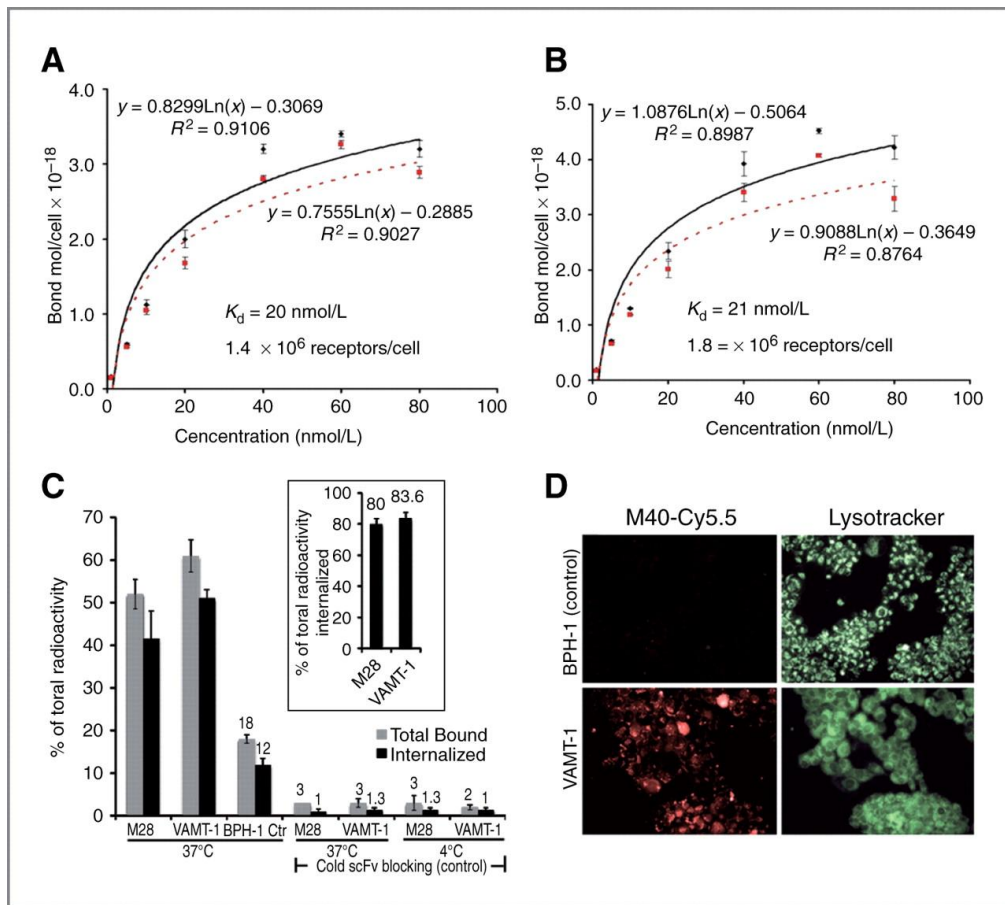 A
4.0
3.0
2.0
1.0
0.0
Bond mol/cell × 10⁻¹⁸
y = 0.8299Ln(x) – 0.3069
R² = 0.9106
y = 0.7555Ln(x) – 0.2885
R² = 0.9027
K_d = 20 nmol/L
1.4 × 10⁶ receptors/cell
0 20 40 60 80 100
Cencentration (nmol/L)
B
5.0
4.0
3.0
2.0
1.0
0.0
Bond mol/cell × 10⁻¹⁸
y = 1.0876Ln(x) – 0.5064
R² = 0.8987
y = 0.9088Ln(x) – 0.3649
R² = 0.8764
K_d = 21 nmol/L
1.8 = × 10⁶ receptors/cell
0 20 40 60 80 100
Concentration (nmol/L)
C
70
60
50
40
30
20
10
0
% of toral radioactivity
18
12
3 1 3 1.3 3 1.3 2 1
M28 VAMT-1 BPH-1 Ctr M28 VAMT-1 M28 VAMT-1
37°C 37°C 4°C
Cold scFv blocking (control)
100
80
60
40
20
0
% of toral radioactivity
internalized
80 83.6
M28 VAMT-1
Total Bound
Internalized
D
M40-Cy5.5 Lysotracker
BPH-1 (control)
VAMT-1